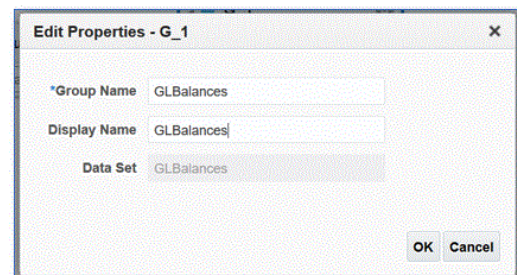 Edit Properties - G_1
*Group Name GLBalances
Display Name GLBalances
Data Set GLBalances
OK Cancel